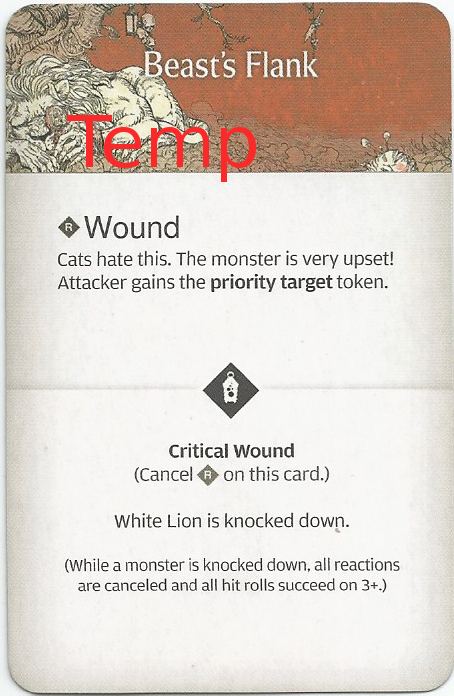 Beast's Flank
Temp
R Wound
Cats hate this. The monster is very upset!
Attacker gains the priority target token.
Critical Wound
(Cancel R on this card.)
White Lion is knocked down.
(While a monster is knocked down, all reactions
are canceled and all hit rolls succeed on 3+.)